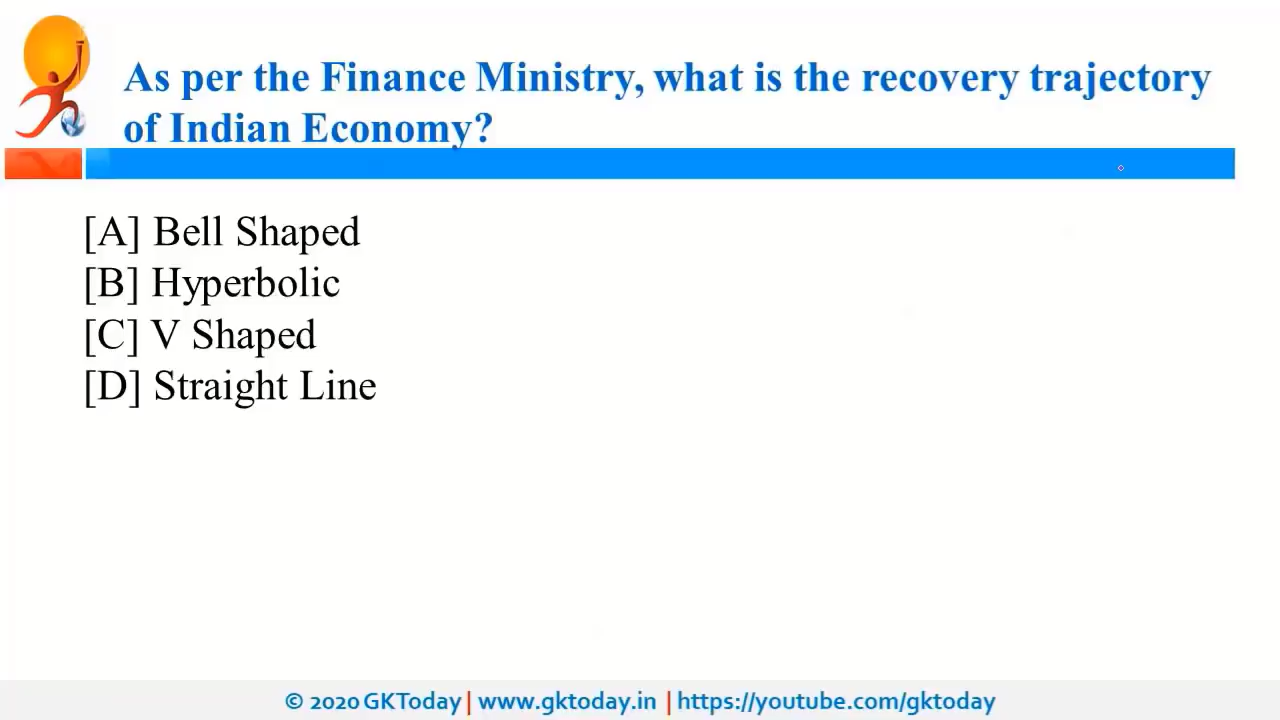 As per the Finance Ministry, what is the recovery trajectory
of Indian Economy?
[A] Bell Shaped
[B] Hyperbolic
[C] V Shaped
[D] Straight Line
© 2020 GKToday | www.gktoday.in | https://youtube.com/gktoday